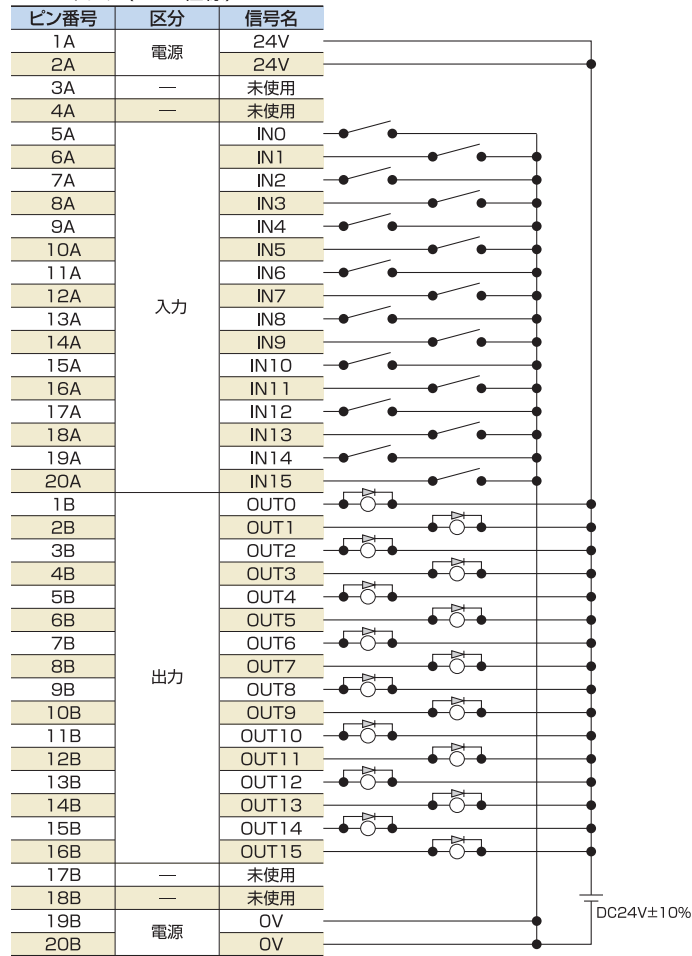 ピン番号 区分 信号名
1A 電源 24V
2A 24V
3A — 未使用
4A — 未使用
5A 入力 IN0
6A IN1
7A IN2
8A IN3
9A IN4
10A IN5
11A IN6
12A IN7
13A IN8
14A IN9
15A IN10
16A IN11
17A IN12
18A IN13
19A IN14
20A IN15
1B 出力 OUT0
2B OUT1
3B OUT2
4B OUT3
5B OUT4
6B OUT5
7B OUT6
8B OUT7
9B OUT8
10B OUT9
11B OUT10
12B OUT11
13B OUT12
14B OUT13
15B OUT14
16B OUT15
17B — 未使用
18B — 未使用
DC24V±10%
19B 電源 0V
20B 0V